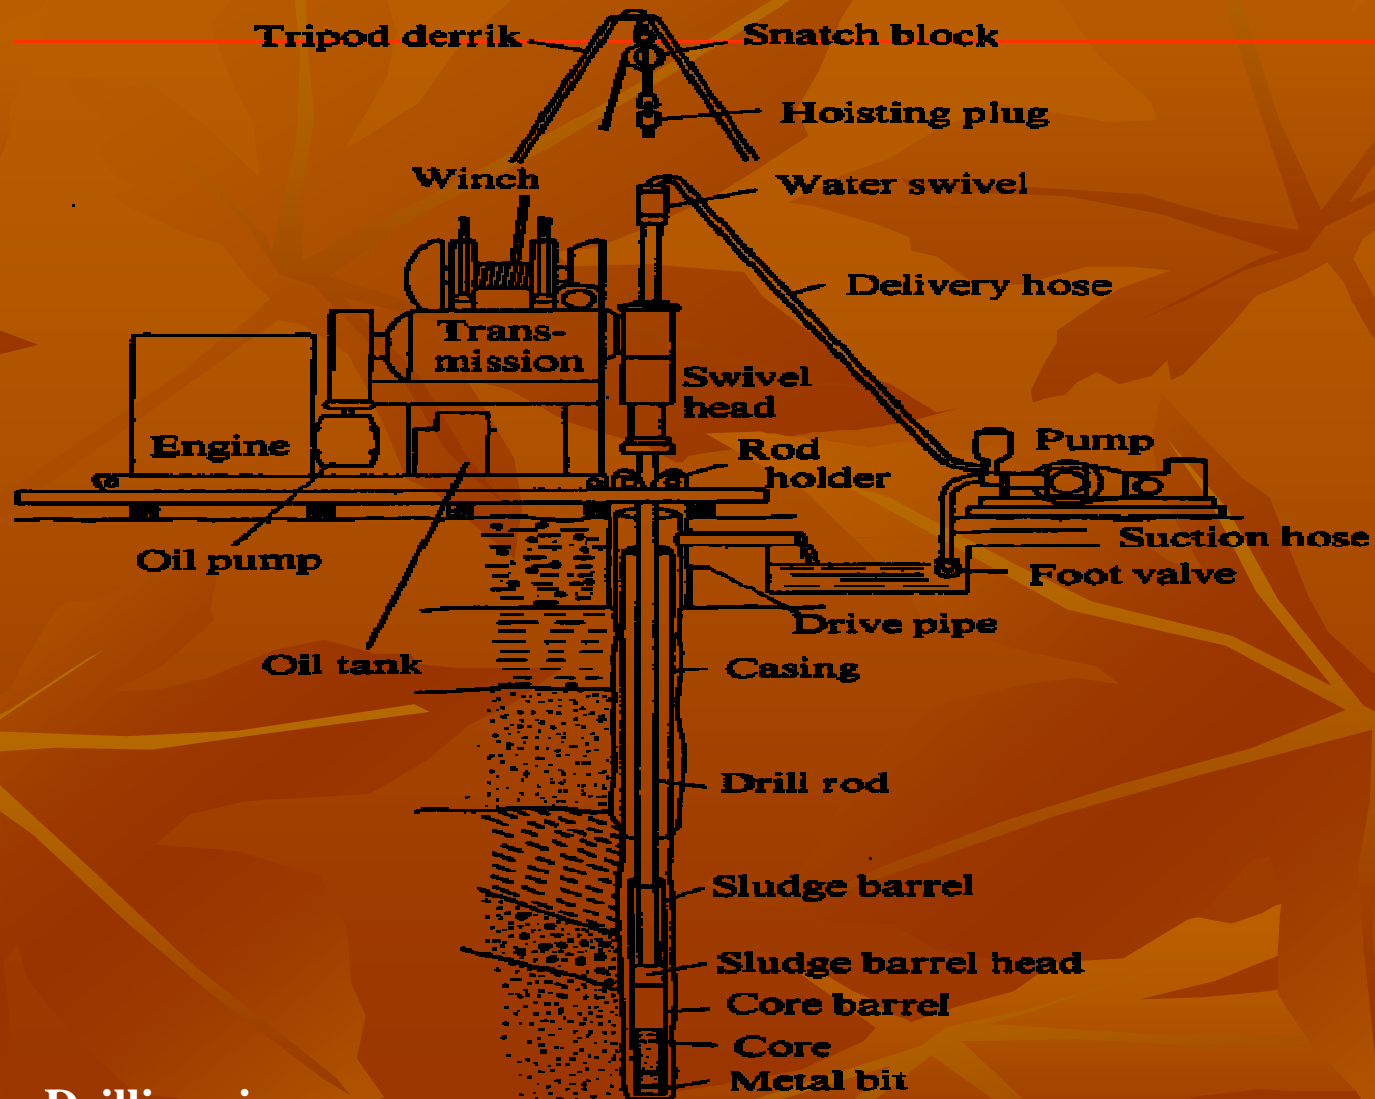 Tripod derrik
Snatch block
Hoisting plug
Winch
Water swivel
Delivery hose
Trans-
mission
Swivel
head
Engine
Rod
holder
Pump
Oil pump
Suction hose
Foot valve
Drive pipe
Oil tank
Casing
Drill rod
Sludge barrel
Sludge barrel head
Core barrel
Core
Metal bit